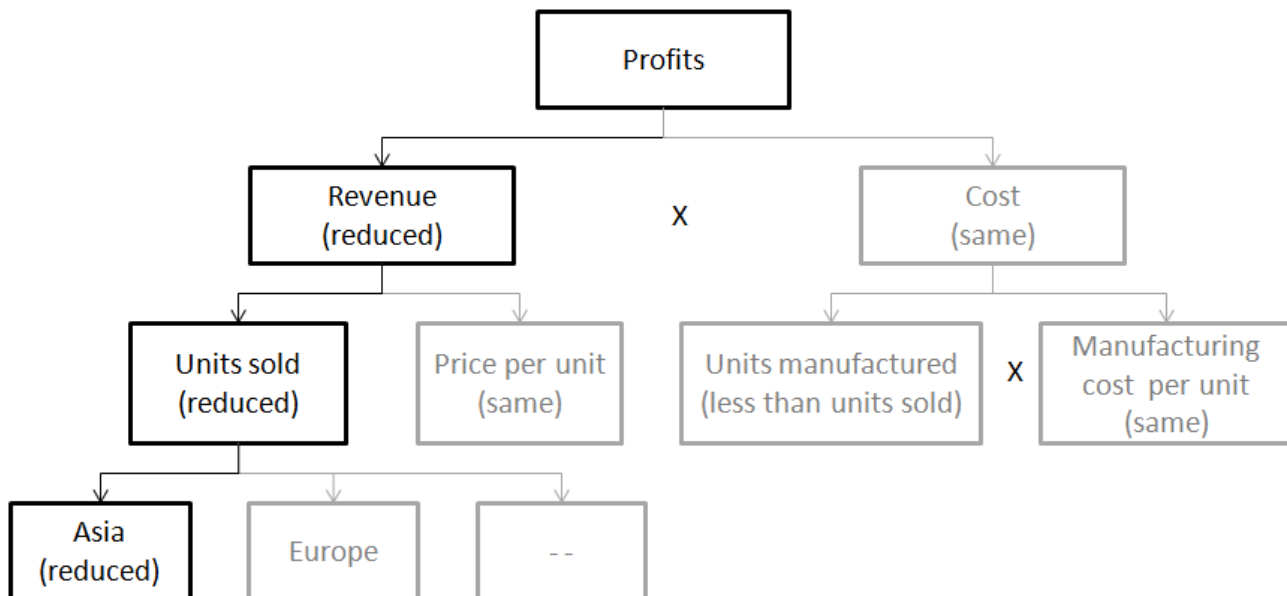 Profits
Revenue
(reduced)
X
Cost
(same)
Units sold
(reduced)
Price per unit
(same)
Units manufactured
(less than units sold)
X
Manufacturing
cost per unit
(same)
Asia
(reduced)
Europe
- -